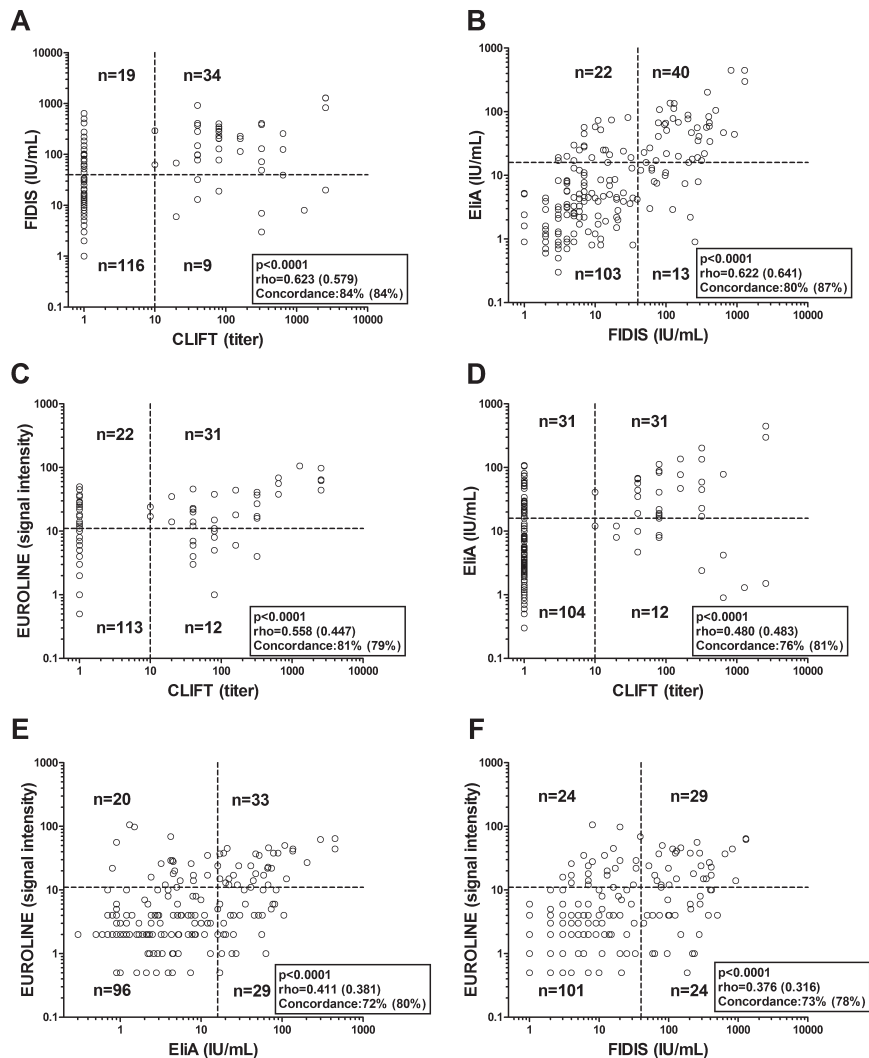 A
10000
1000
100
10
1
0.1
FIDIS (IU/mL)
n=19
n=34
n=116
n=9
p<0.0001
rho=0.623 (0.579)
Concordance:84% (84%)
1
10
100
1000
10000
CLIFT (titer)
B
1000
100
10
1
0.1
EliA (IU/mL)
n=22
n=40
n=103
n=13
p<0.0001
rho=0.622 (0.641)
Concordance:80% (87%)
1
10
100
1000
10000
FIDIS (IU/mL)
C
1000
100
10
1
0.1
EUROLINE (signal intensity)
n=22
n=31
n=113
n=12
p<0.0001
rho=0.558 (0.447)
Concordance:81% (79%)
1
10
100
1000
10000
CLIFT (titer)
D
1000
100
10
1
0.1
EliA (IU/mL)
n=31
n=31
n=104
n=12
p<0.0001
rho=0.480 (0.483)
Concordance:76% (81%)
1
10
100
1000
10000
CLIFT (titer)
E
1000
100
10
1
0.1
EUROLINE (signal intensity)
n=20
n=33
n=96
n=29
p<0.0001
rho=0.411 (0.381)
Concordance:72% (80%)
1
10
100
1000
EliA (IU/mL)
F
1000
100
10
1
0.1
EUROLINE (signal intensity)
n=24
n=29
n=101
n=24
p<0.0001
rho=0.376 (0.316)
Concordance:73% (78%)
1
10
100
1000
10000
FIDIS (IU/mL)